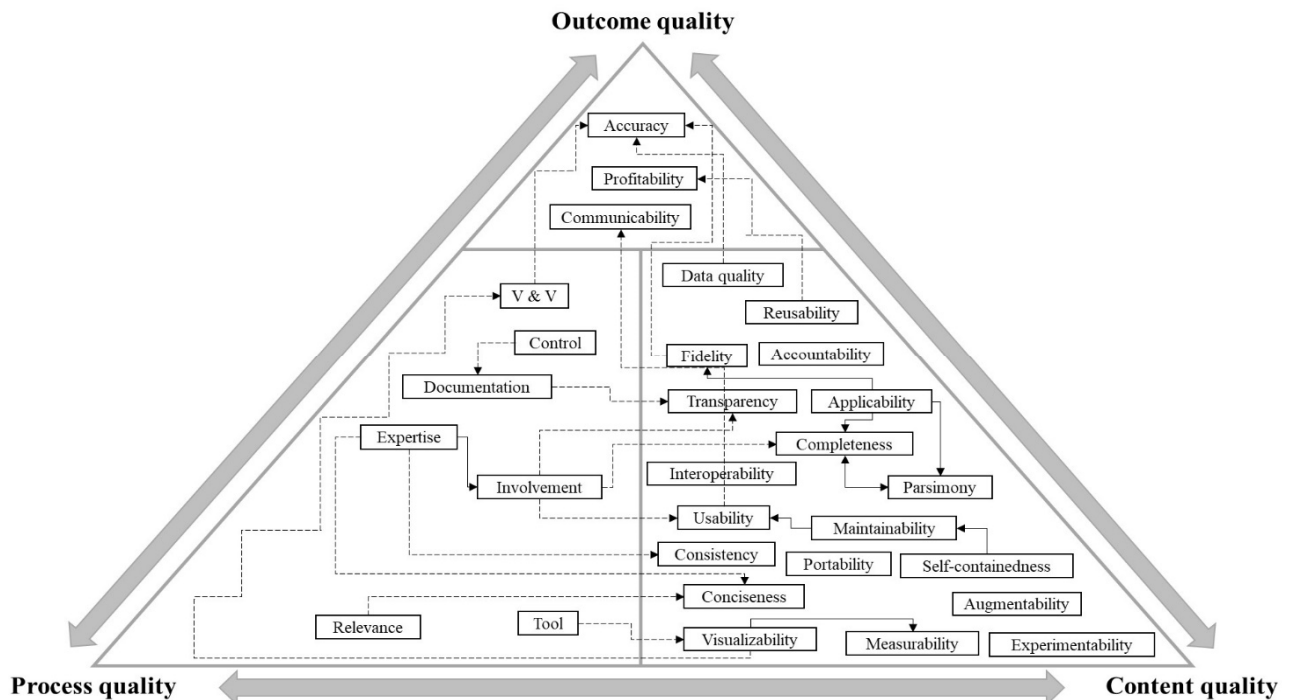 Outcome quality
Accuracy
Profitability
Communicability
Data quality
V & V
Reusability
Control
Fidelity
Accountability
Documentation
Transparency
Applicability
Expertise
Completeness
Interoperability
Involvement
Parsimony
Usability
Maintainability
Consistency
Portability
Self-containedness
Conciseness
Augmentability
Relevance
Tool
Visualizability
Measurability
Experimentability
Process quality
Content quality